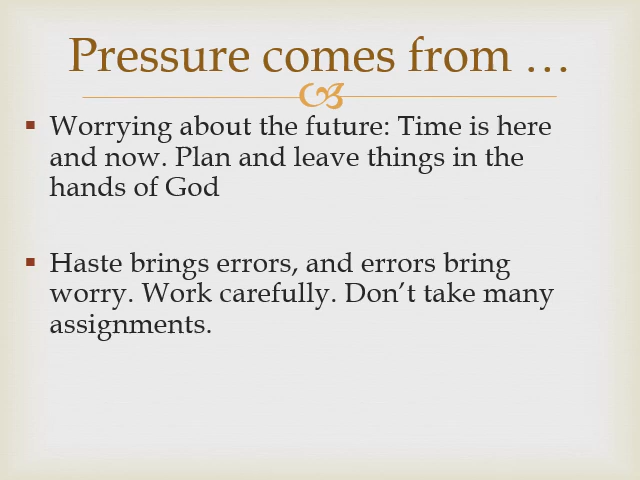 Pressure comes from …
▪ Worrying about the future: Time is here
and now. Plan and leave things in the
hands of God
▪ Haste brings errors, and errors bring
worry. Work carefully. Don’t take many
assignments.